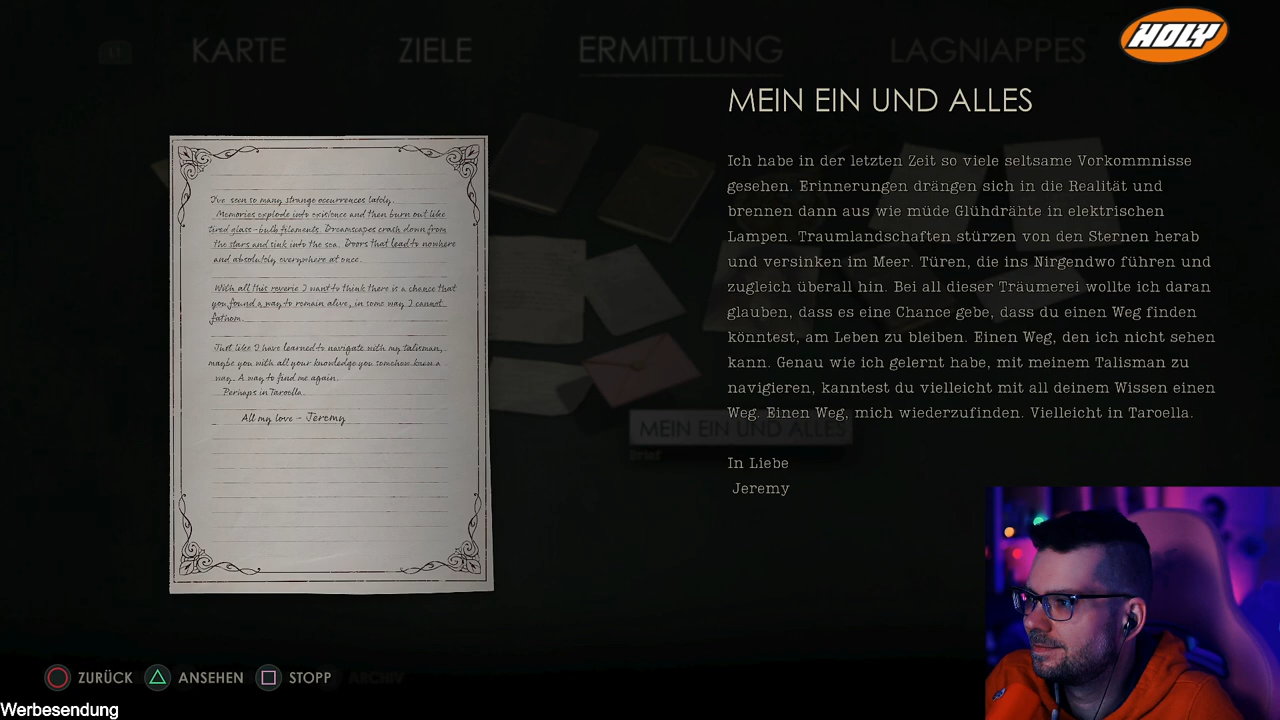 KARTE
ZIELE
ERMITTLUNG
LAGNIAPPES
HOLY
MEIN EIN UND ALLES
Ich habe in der letzten Zeit so viele seltsame Vorkommnisse
gesehen. Erinnerungen drängen sich in die Realität und
brennen dann aus wie müde Glühdrähte in elektrischen
Lampen. Traumlandschaften stürzen von den Sternen herab
und versinken im Meer. Türen, die ins Nirgendwo führen und
zugleich überall hin. Bei all dieser Träumerei wollte ich daran
glauben, dass es eine Chance gebe, dass du einen Weg finden
könntest, am Leben zu bleiben. Einen Weg, den ich nicht sehen
kann. Genau wie ich gelernt habe, mit meinem Talisman zu
navigieren, kanntest du vielleicht mit all deinem Wissen einen
Weg. Einen Weg, mich wiederzufinden. Vielleicht in Taroella.
In Liebe
Jeremy
I've seen so many strange occurrences lately.
Memories explode into existence and then burn out like
tired glass-bulb filaments. Dreamscapes crash down from
the stars and sink into the sea. Doors that lead to nowhere
and absolutely everywhere at once.
With all this reverie I want to think there is a chance that
you found a way to remain alive, in some way I cannot
fathom.
Just like I have learned to navigate with my talisman,
maybe you with all your knowledge you somehow knew a
way. A way to find me again.
Perhaps in Taroella.
All my love - Jeremy
MEIN EIN UND ALLES
Brief
ZURÜCK
ANSEHEN
STOPP
ARCHIV
Werbesendung